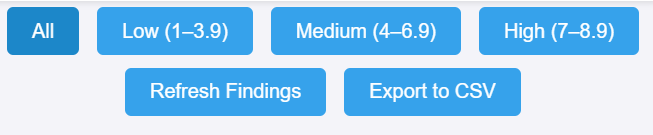 All Low (1–3.9) Medium (4–6.9) High (7–8.9)
Refresh Findings Export to CSV